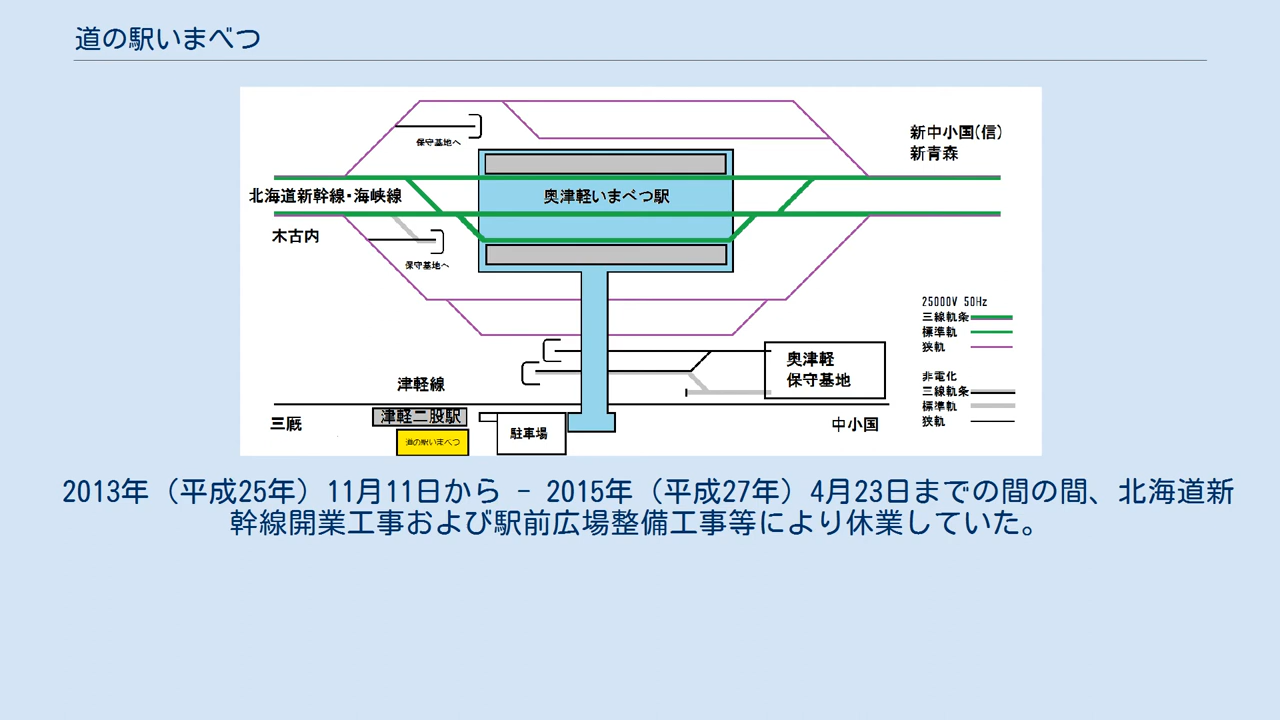 道の駅いまべつ
新中小国(信)
新青森
保守基地へ
北海道新幹線・海峡線
奥津軽いまべつ駅
木古内
保守基地へ
25000V 50Hz
三線軌条
標準軌
狭軌
奥津軽
保守基地
非電化
三線軌条
標準軌
狭軌
津軽線
津軽二股駅
三厩
駐車場
中小国
道の駅いまべつ
2013年（平成25年）11月11日から – 2015年（平成27年）4月23日までの間の間、北海道新
幹線開業工事および駅前広場整備工事等により休業していた。